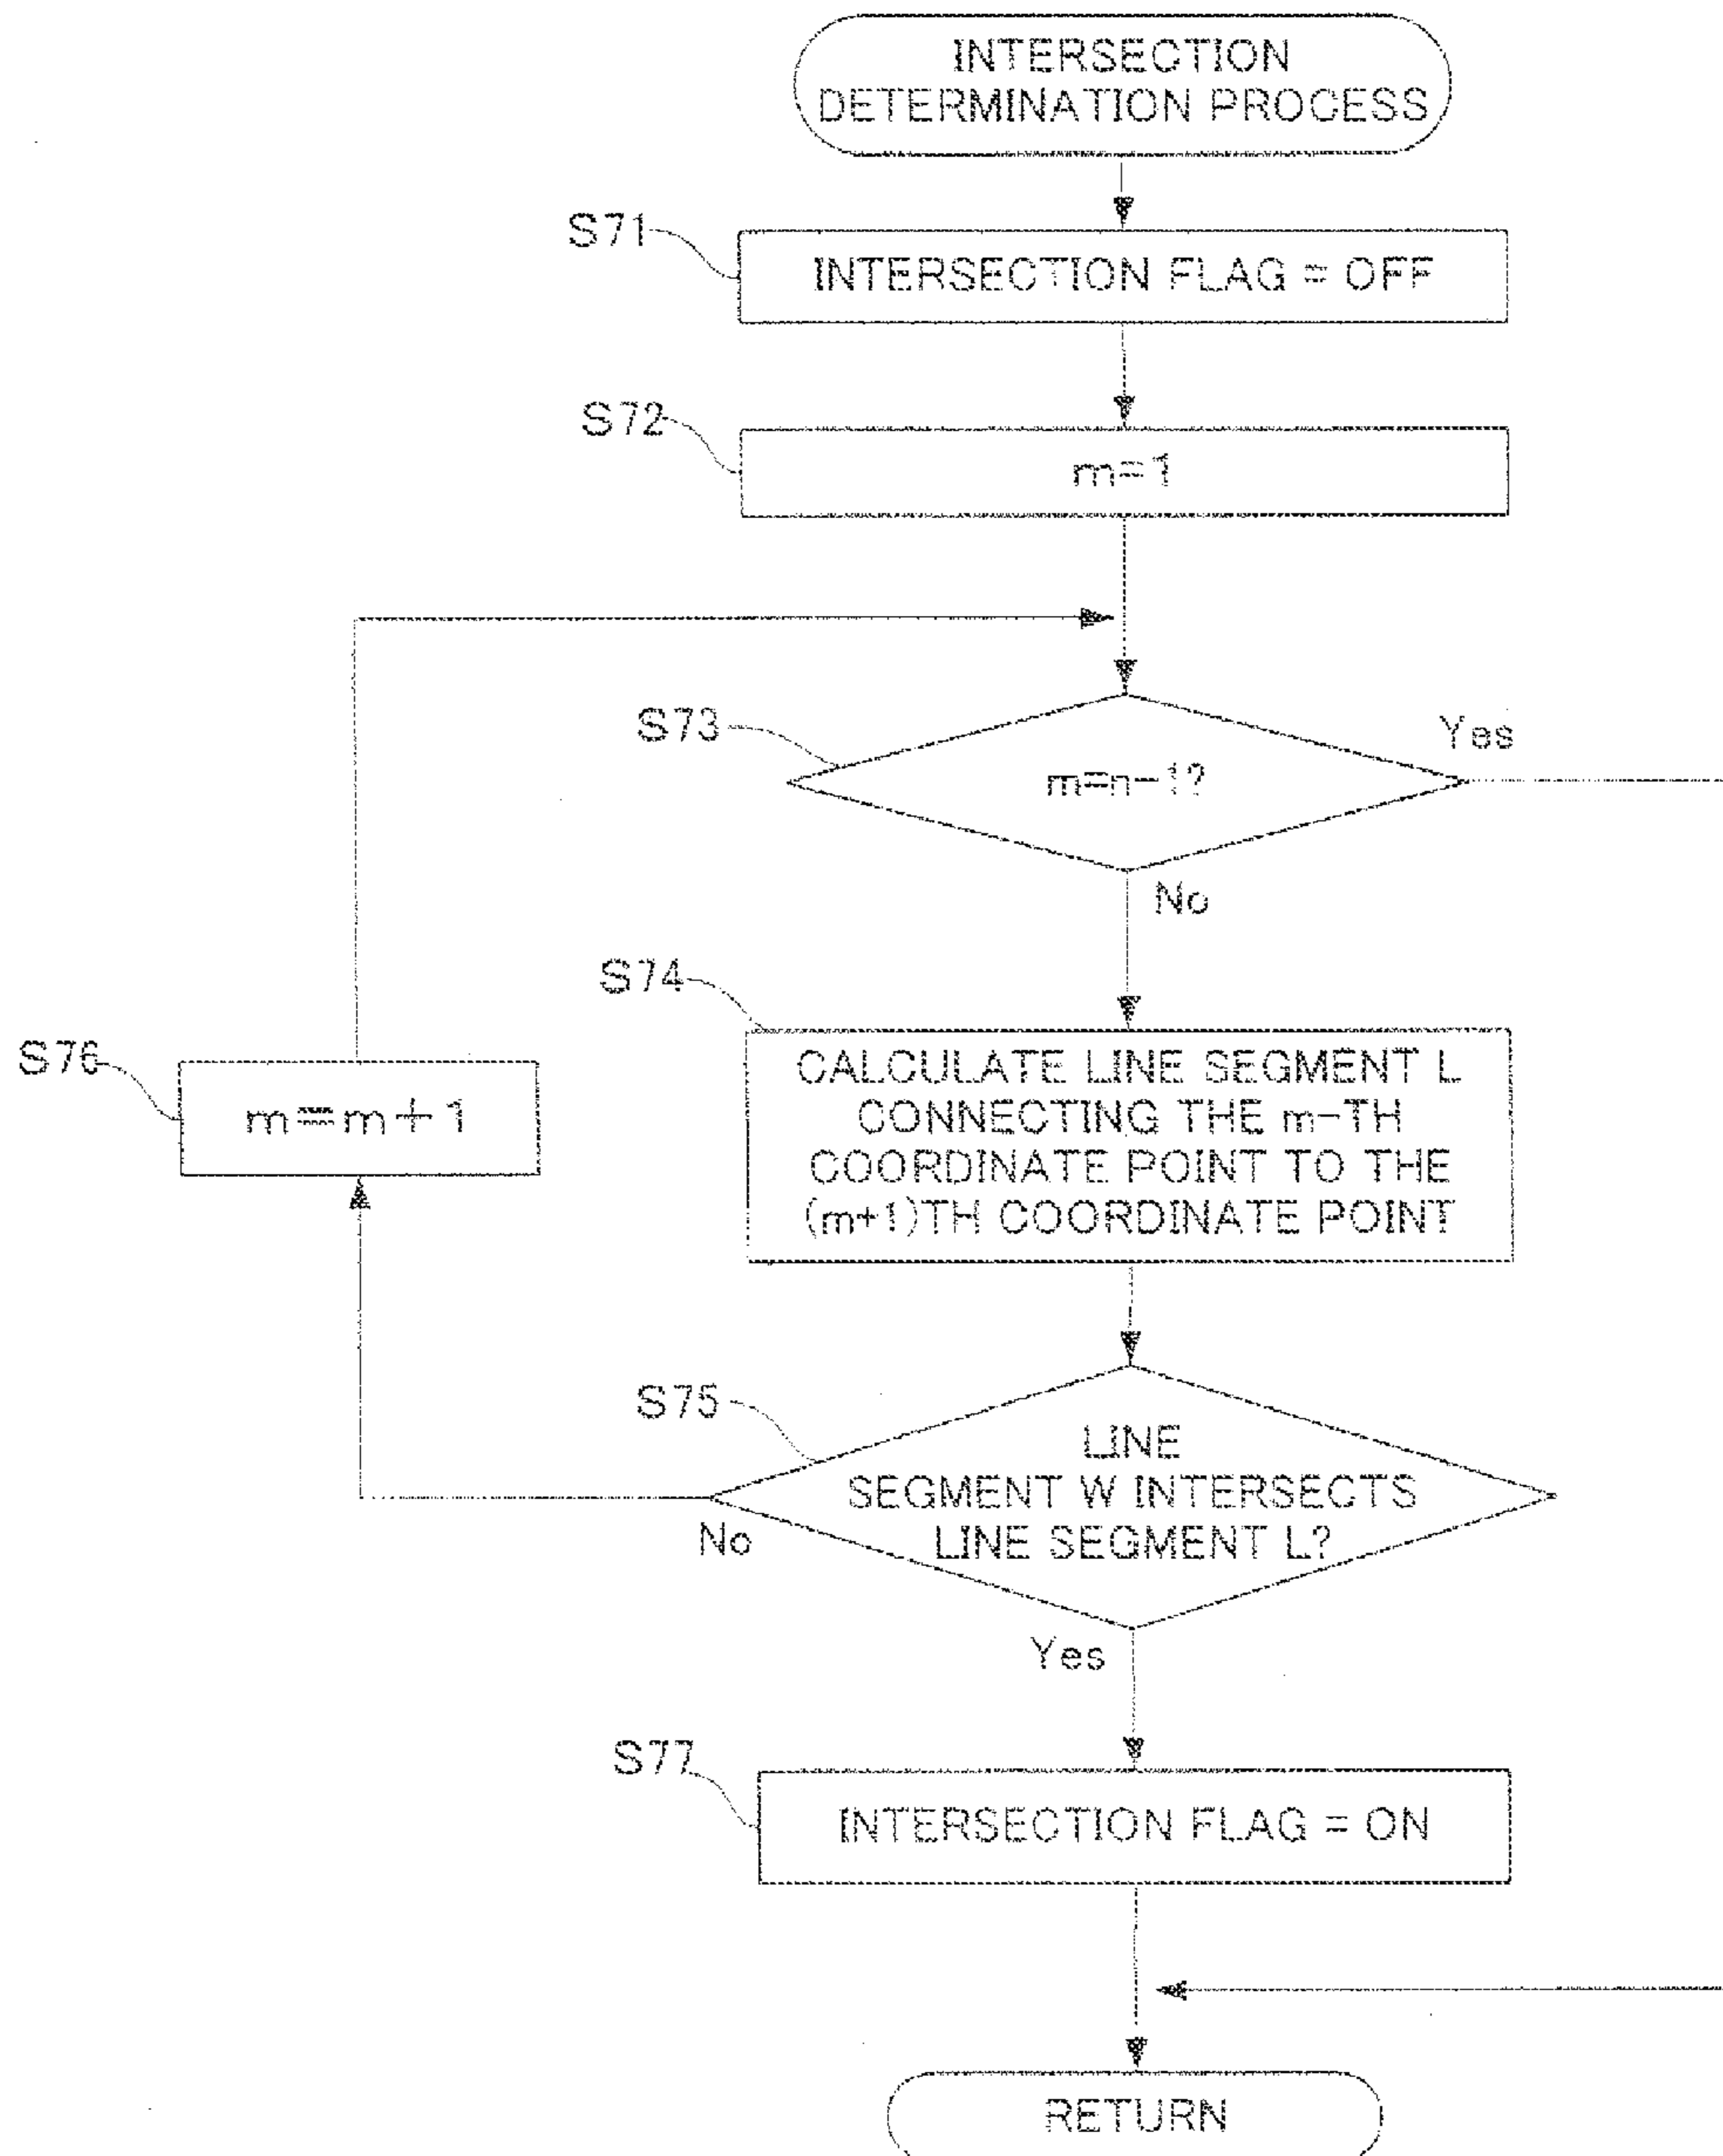 INTERSECTION
DETERMINATION PROCESS
S71
INTERSECTION FLAG = OFF
S72
m=1
S73
m=n-1?
Yes
No
S74
CALCULATE LINE SEGMENT L
CONNECTING THE m-TH
COORDINATE POINT TO THE
(m+1)TH COORDINATE POINT
S76
m=m+1
S75
LINE
SEGMENT W INTERSECTS
LINE SEGMENT L?
No
Yes
S77
INTERSECTION FLAG = ON
RETURN